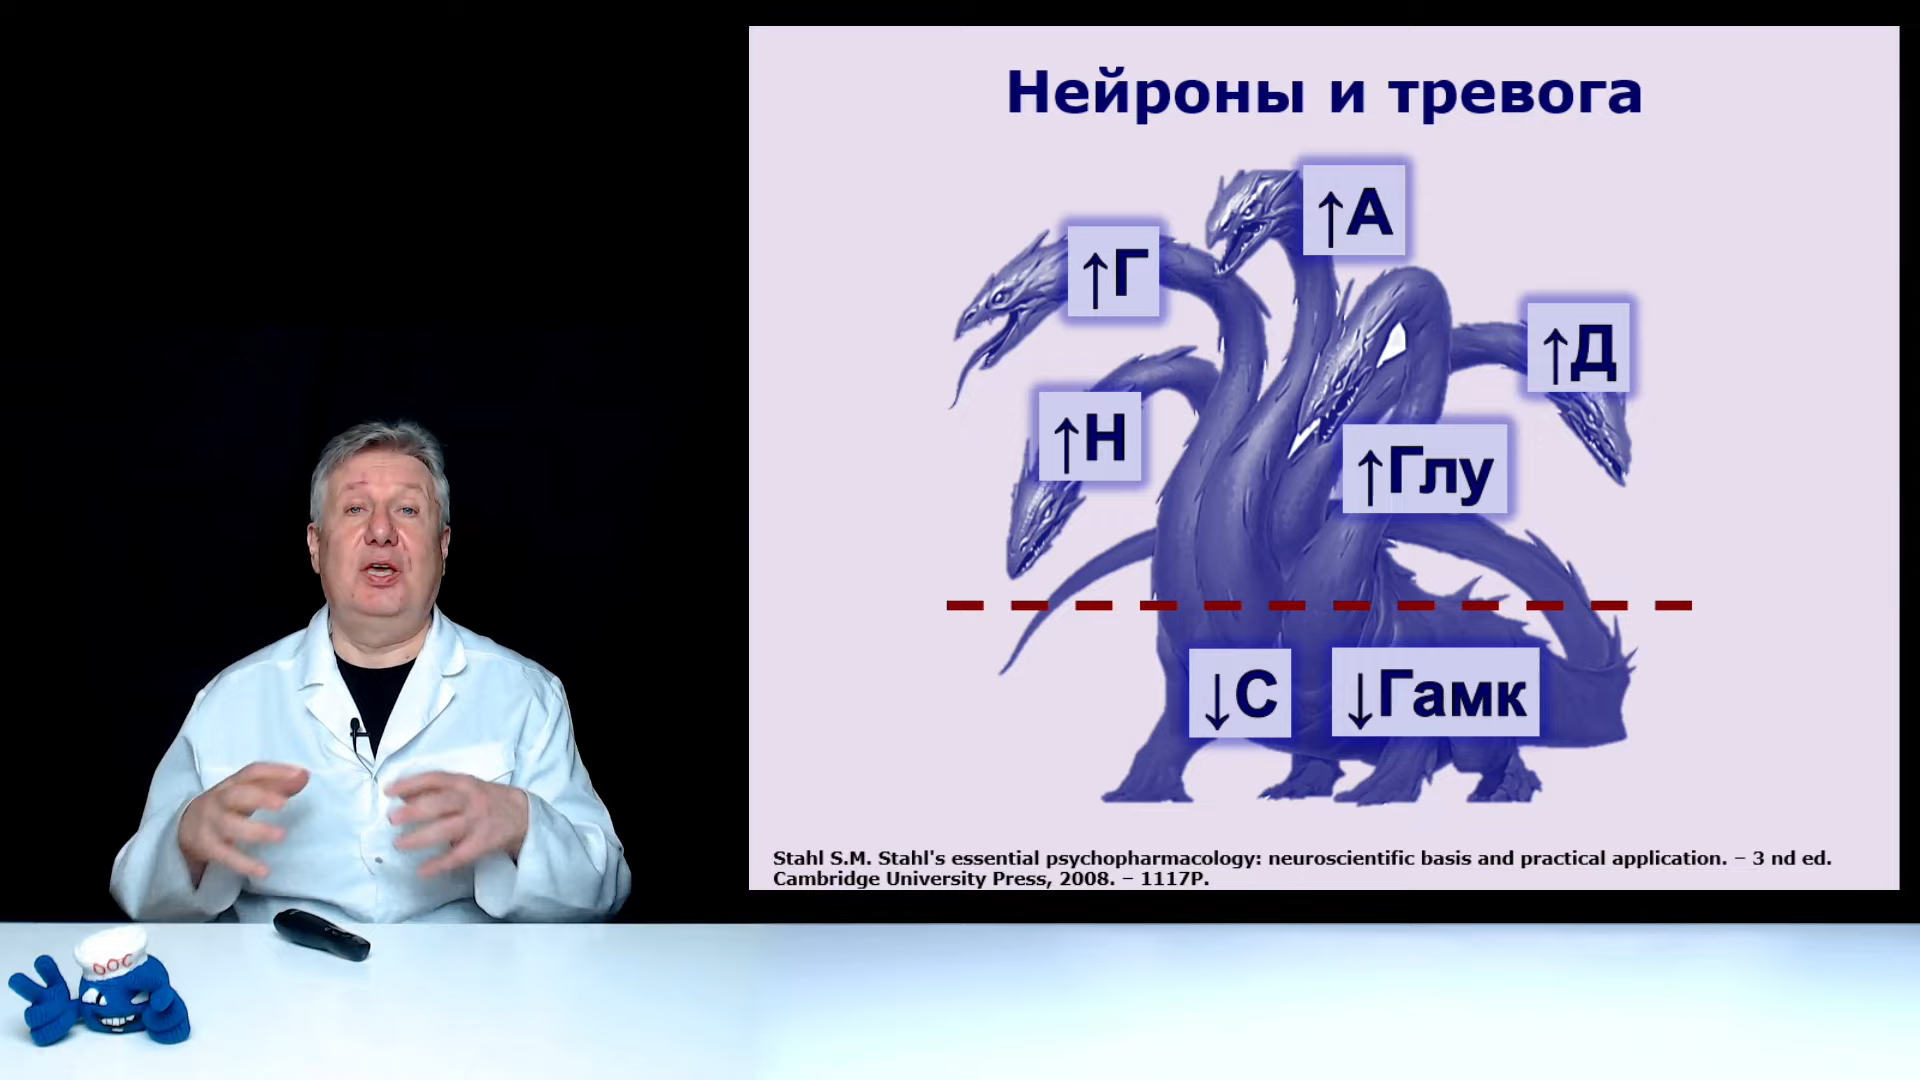 Нейроны и тревога
↑А
↑Г
↑Д
↑Н
↑Глу
↓С
↓Гамк
Stahl S.M. Stahl's essential psychopharmacology: neuroscientific basis and practical application. – 3 nd ed.
Cambridge University Press, 2008. – 1117P.
DOC